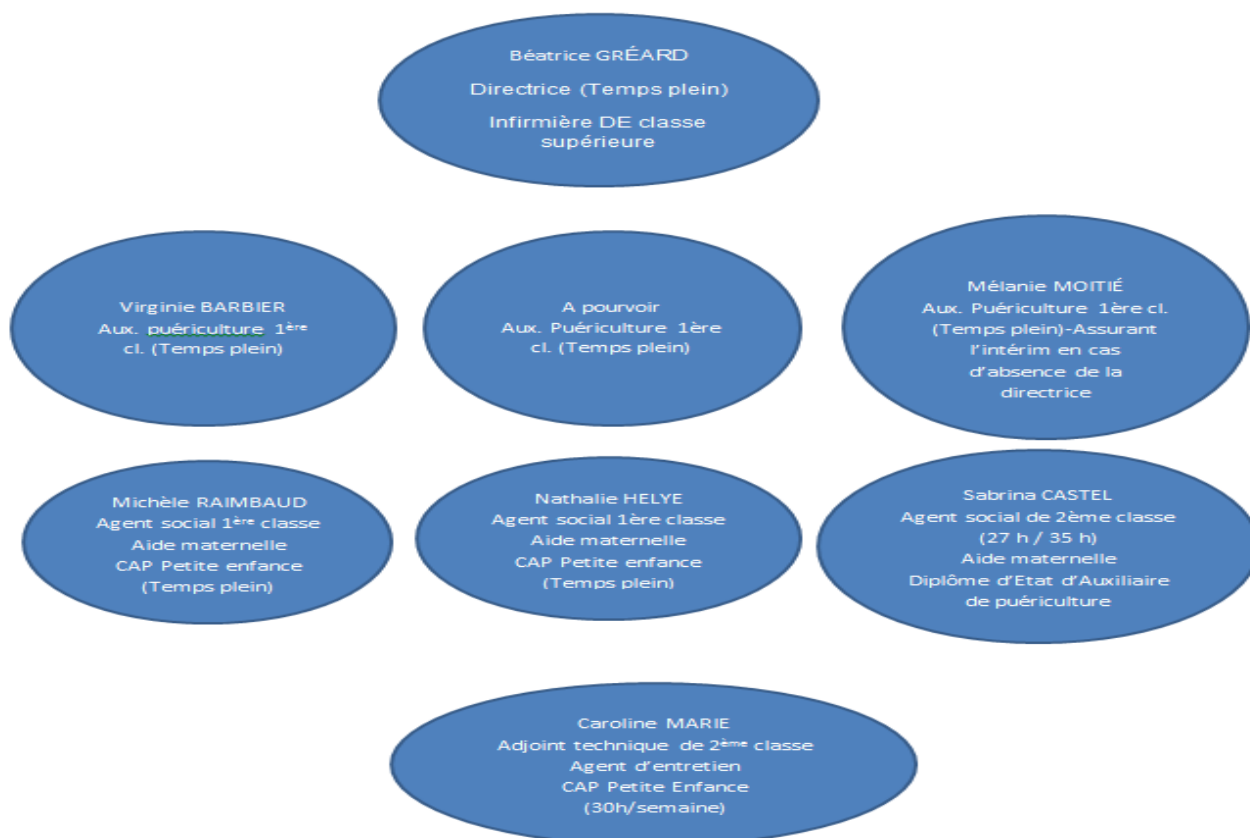 Béatrice GRÉARD
Directrice (Temps plein)
Infirmière DE classe
supérieure
Virginie BARBIER
Aux. puériculture 1ère
cl. (Temps plein)
A pourvoir
Aux. Puériculture 1ère
cl. (Temps plein)
Mélanie MOITIÉ
Aux. Puériculture 1ère cl.
(Temps plein)-Assurant
l’intérim en cas
d’absence de la
directrice
Michèle RAIMBAUD
Agent social 1ère classe
Aide maternelle
CAP Petite enfance
(Temps plein)
Nathalie HELYE
Agent social 1ère classe
Aide maternelle
CAP Petite enfance
(Temps plein)
Sabrina CASTEL
Agent social de 2ème classe
(27 h / 35 h)
Aide maternelle
Diplôme d’Etat d’Auxiliaire
de puériculture
Caroline MARIE
Adjoint technique de 2ème classe
Agent d’entretien
CAP Petite Enfance
(30h/semaine)